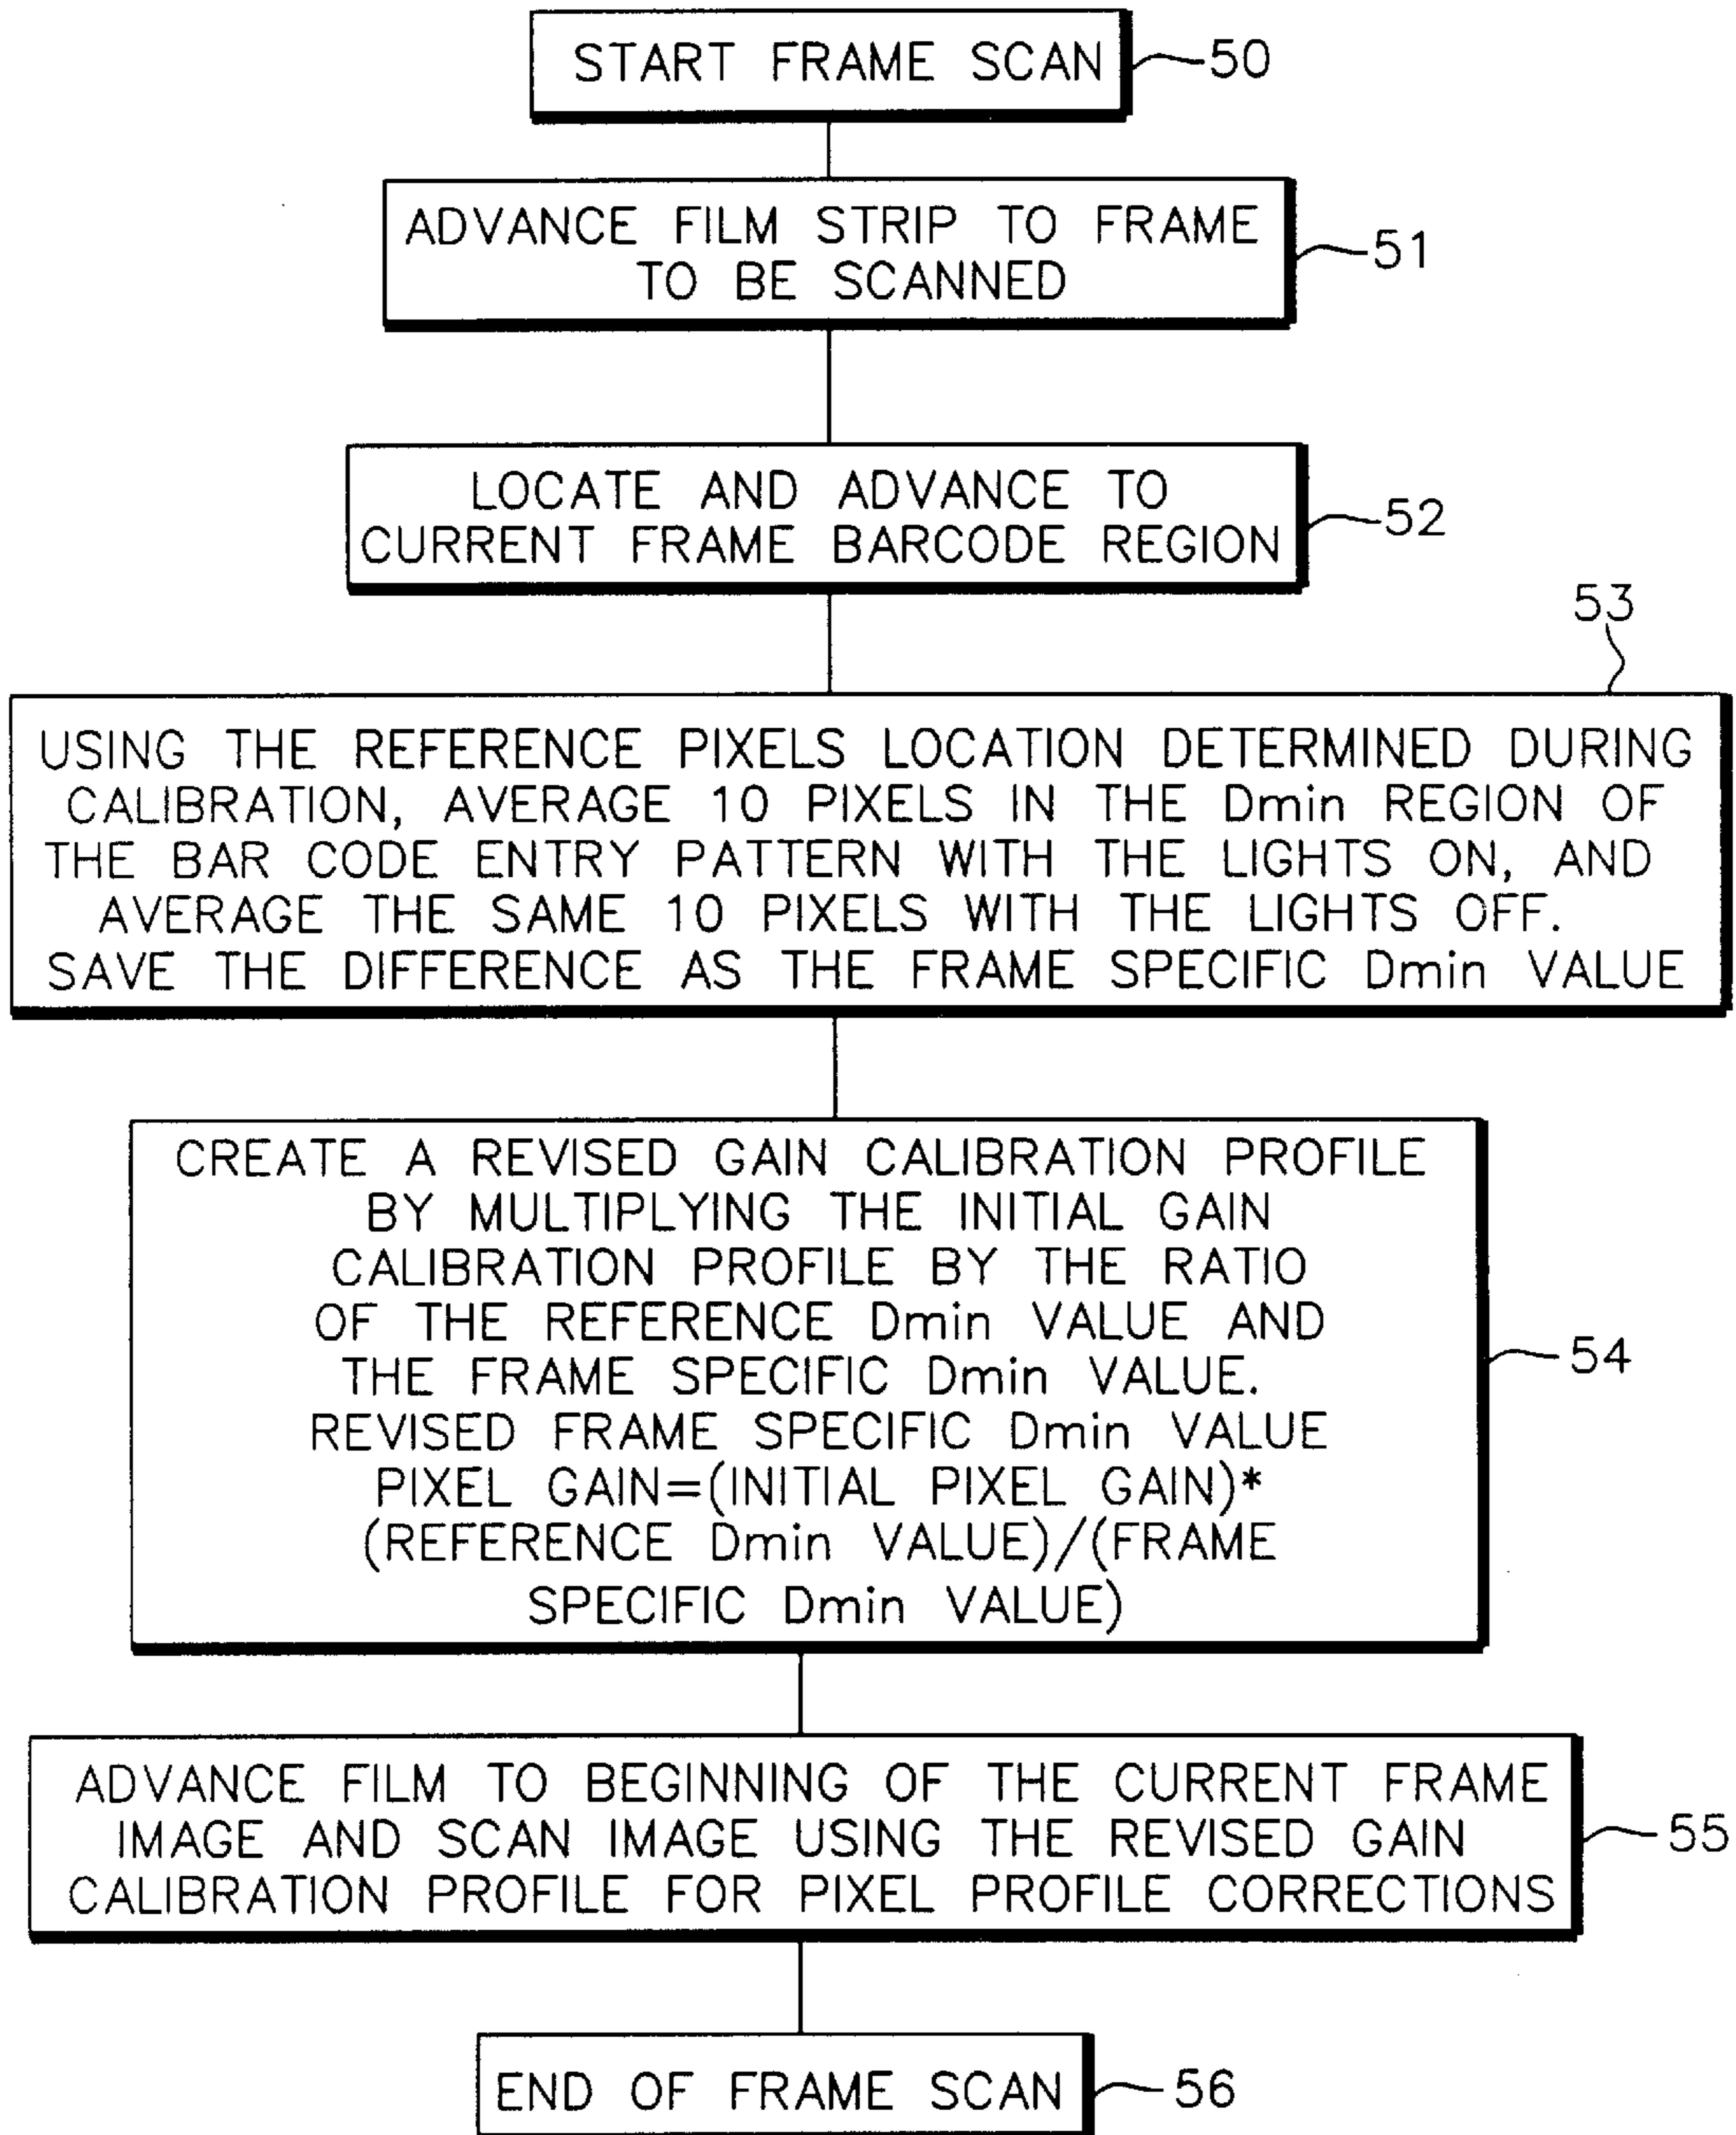 START FRAME SCAN
50
ADVANCE FILM STRIP TO FRAME
TO BE SCANNED
51
LOCATE AND ADVANCE TO
CURRENT FRAME BARCODE REGION
52
53
USING THE REFERENCE PIXELS LOCATION DETERMINED DURING
CALIBRATION, AVERAGE 10 PIXELS IN THE Dmin REGION OF
THE BAR CODE ENTRY PATTERN WITH THE LIGHTS ON, AND
AVERAGE THE SAME 10 PIXELS WITH THE LIGHTS OFF.
SAVE THE DIFFERENCE AS THE FRAME SPECIFIC Dmin VALUE
CREATE A REVISED GAIN CALIBRATION PROFILE
BY MULTIPLYING THE INITIAL GAIN
CALIBRATION PROFILE BY THE RATIO
OF THE REFERENCE Dmin VALUE AND
THE FRAME SPECIFIC Dmin VALUE.
REVISED FRAME SPECIFIC Dmin VALUE
PIXEL GAIN=(INITIAL PIXEL GAIN)*
(REFERENCE Dmin VALUE)/(FRAME
SPECIFIC Dmin VALUE)
54
ADVANCE FILM TO BEGINNING OF THE CURRENT FRAME
IMAGE AND SCAN IMAGE USING THE REVISED GAIN
CALIBRATION PROFILE FOR PIXEL PROFILE CORRECTIONS
55
END OF FRAME SCAN
56